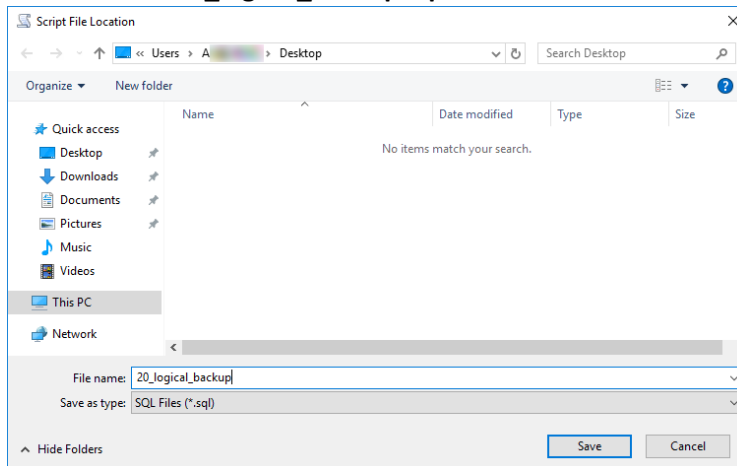 Script File Location
« Users > A > Desktop
Search Desktop
Organize New folder
Name Date modified Type Size
Quick access
Desktop
Downloads
Documents
Pictures
Music
Videos
This PC
Network
No items match your search.
File name: 20_logical_backup
Save as type: SQL Files (*.sql)
Hide Folders
Save Cancel